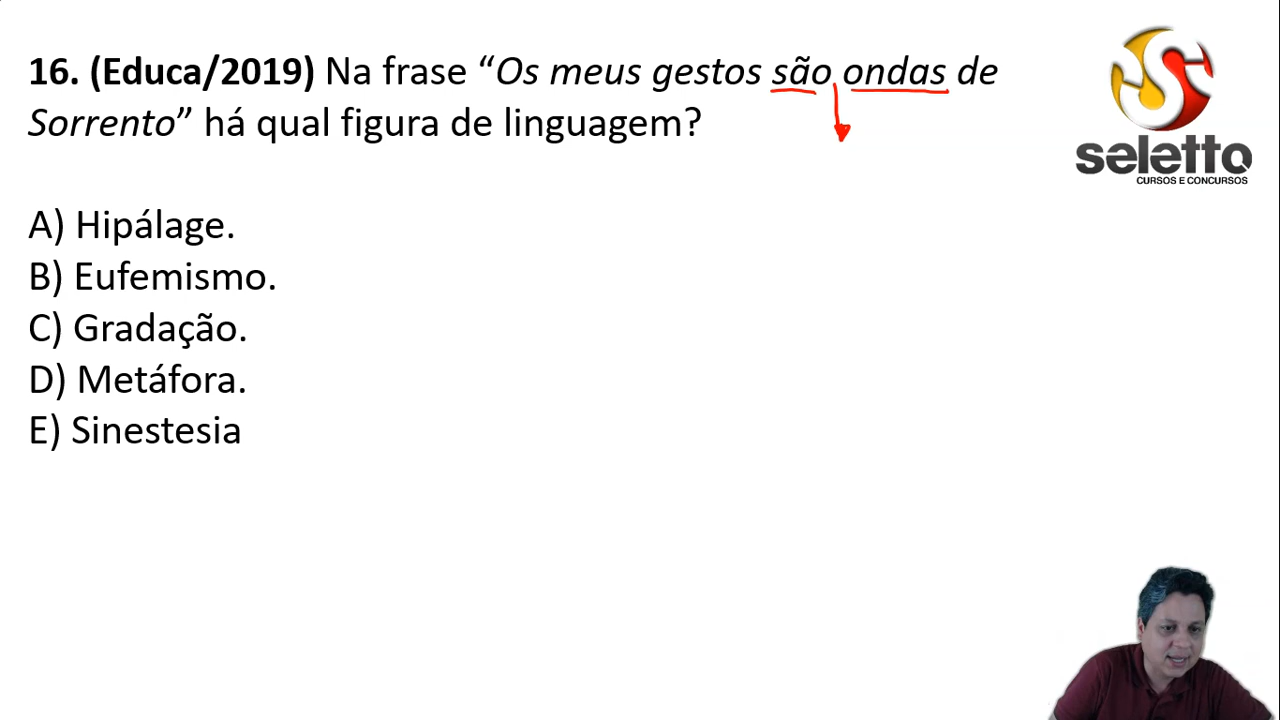 16. (Educa/2019) Na frase “Os meus gestos são ondas de
Sorrento” há qual figura de linguagem?
A) Hipálage.
B) Eufemismo.
C) Gradação.
D) Metáfora.
E) Sinestesia
seletto
CURSOS E CONCURSOS